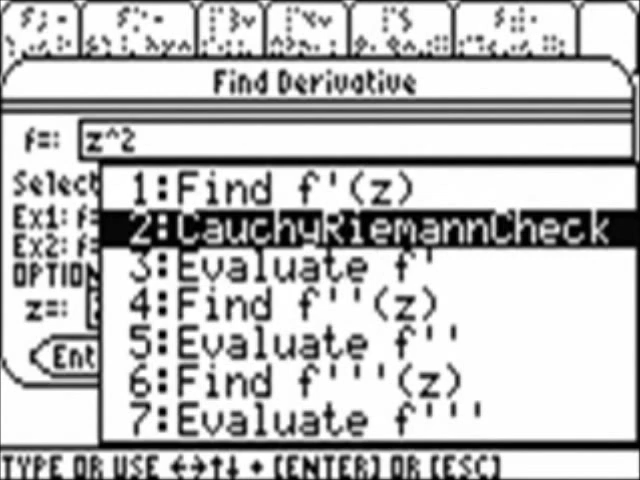 Find Derivative
f=: z^2
Select
Ex1: f=
Ex2: f=
OPTION
z=:
Ent
1:Find f'(z)
2:CauchyRiemannCheck
3:Evaluate f'
4:Find f''(z)
5:Evaluate f''
6:Find f'''(z)
7:Evaluate f'''
TYPE OR USE ←→↑↓ + [ENTER] OR [ESC]